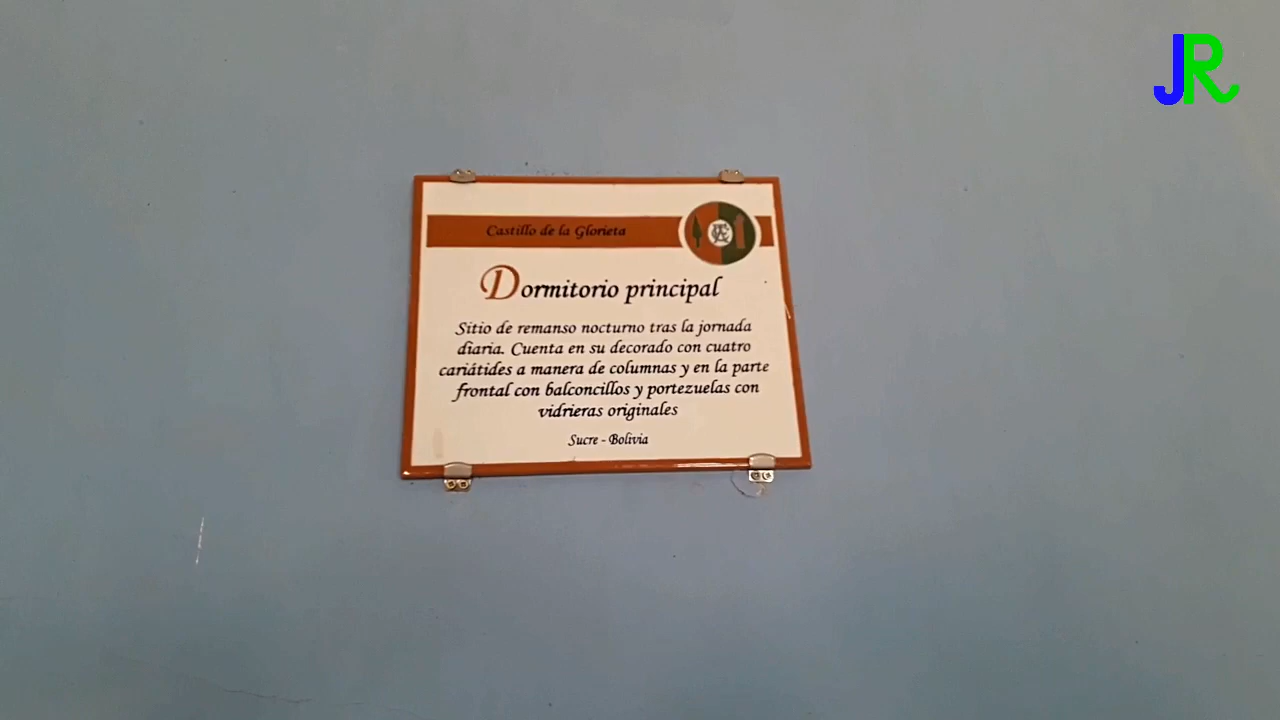 JR
Castillo de la Glorieta
Dormitorio principal
Sitio de remanso nocturno tras la jornada
diaria. Cuenta en su decorado con cuatro
cariátides a manera de columnas y en la parte
frontal con balconcillos y portezuelas con
vidrieras originales
Sucre - Bolivia